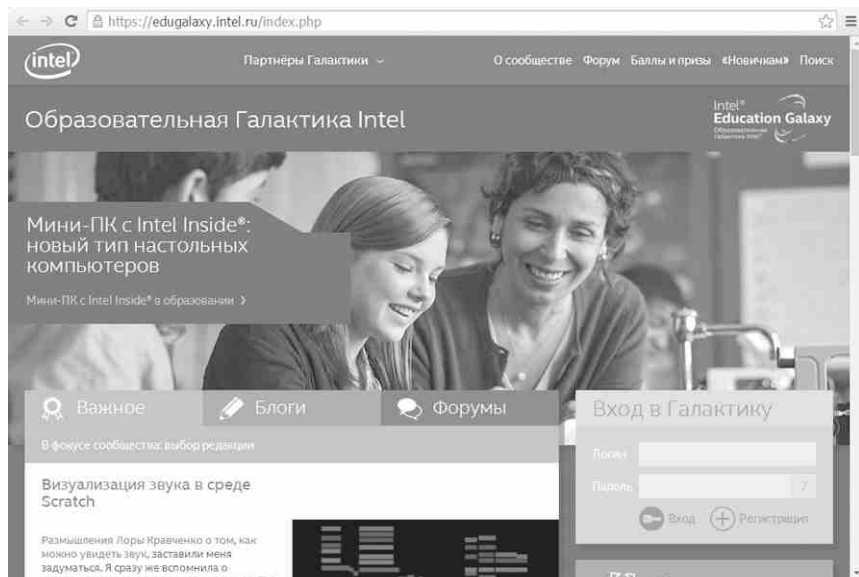 https://edugalaxy.intel.ru/index.php
intel
Партнёры Галактики
О сообществе Форум Баллы и призы «Новичкам» Поиск
Образовательная Галактика Intel
Intel®
Education Galaxy
Образовательная
Галактика Intel®
Мини-ПК с Intel Inside®:
новый тип настольных
компьютеров
Мини-ПК с Intel Inside® в образовании
Важное
Блоги
Форумы
Вход в Галактику
В фокусе сообщества: выбор редакции
Логин
Пароль
?
Вход
Регистрация
Визуализация звука в среде
Scratch
Размышления Лоры Кравченко о том, как
можно увидеть звук, заставили меня
задуматься. Я сразу же вспомнила о